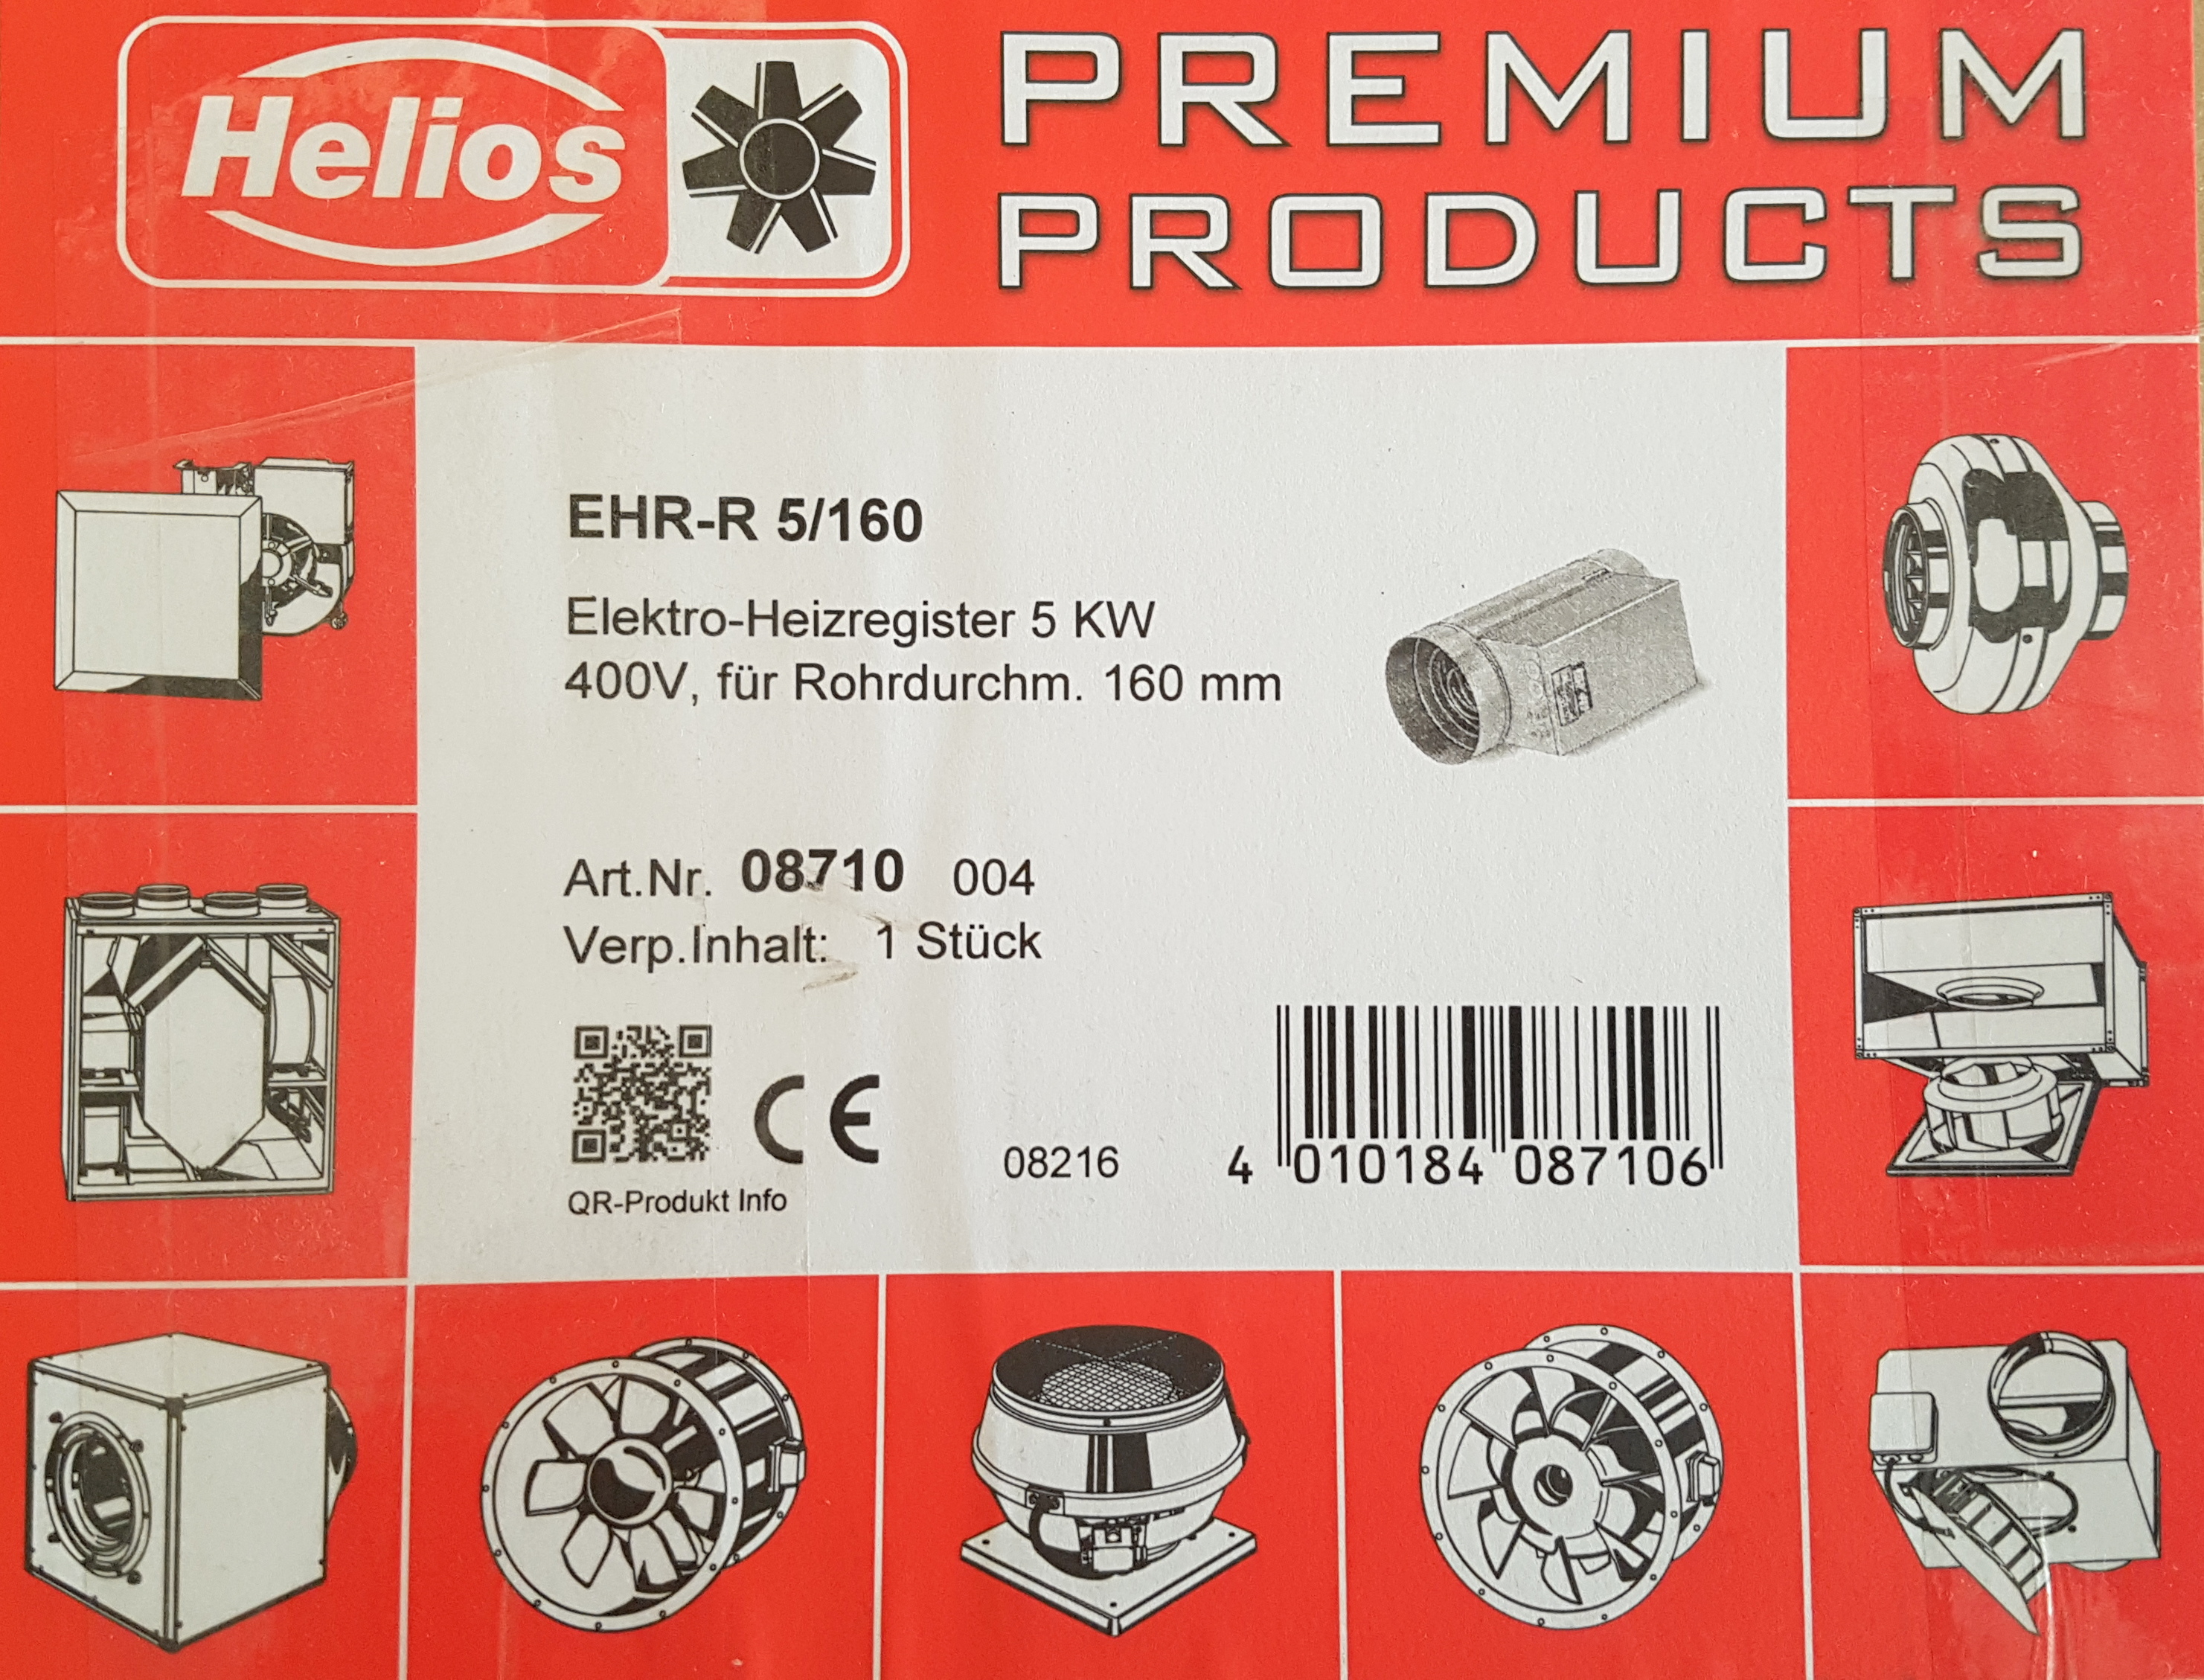 Helios
PREMIUM
PRODUCTS
EHR-R 5/160
Elektro-Heizregister 5 KW
400V, für Rohrdurchm. 160 mm
Art.Nr. 08710 004
Verp.Inhalt: 1 Stück
CE
QR-Produkt Info
08216
4 010184 087106